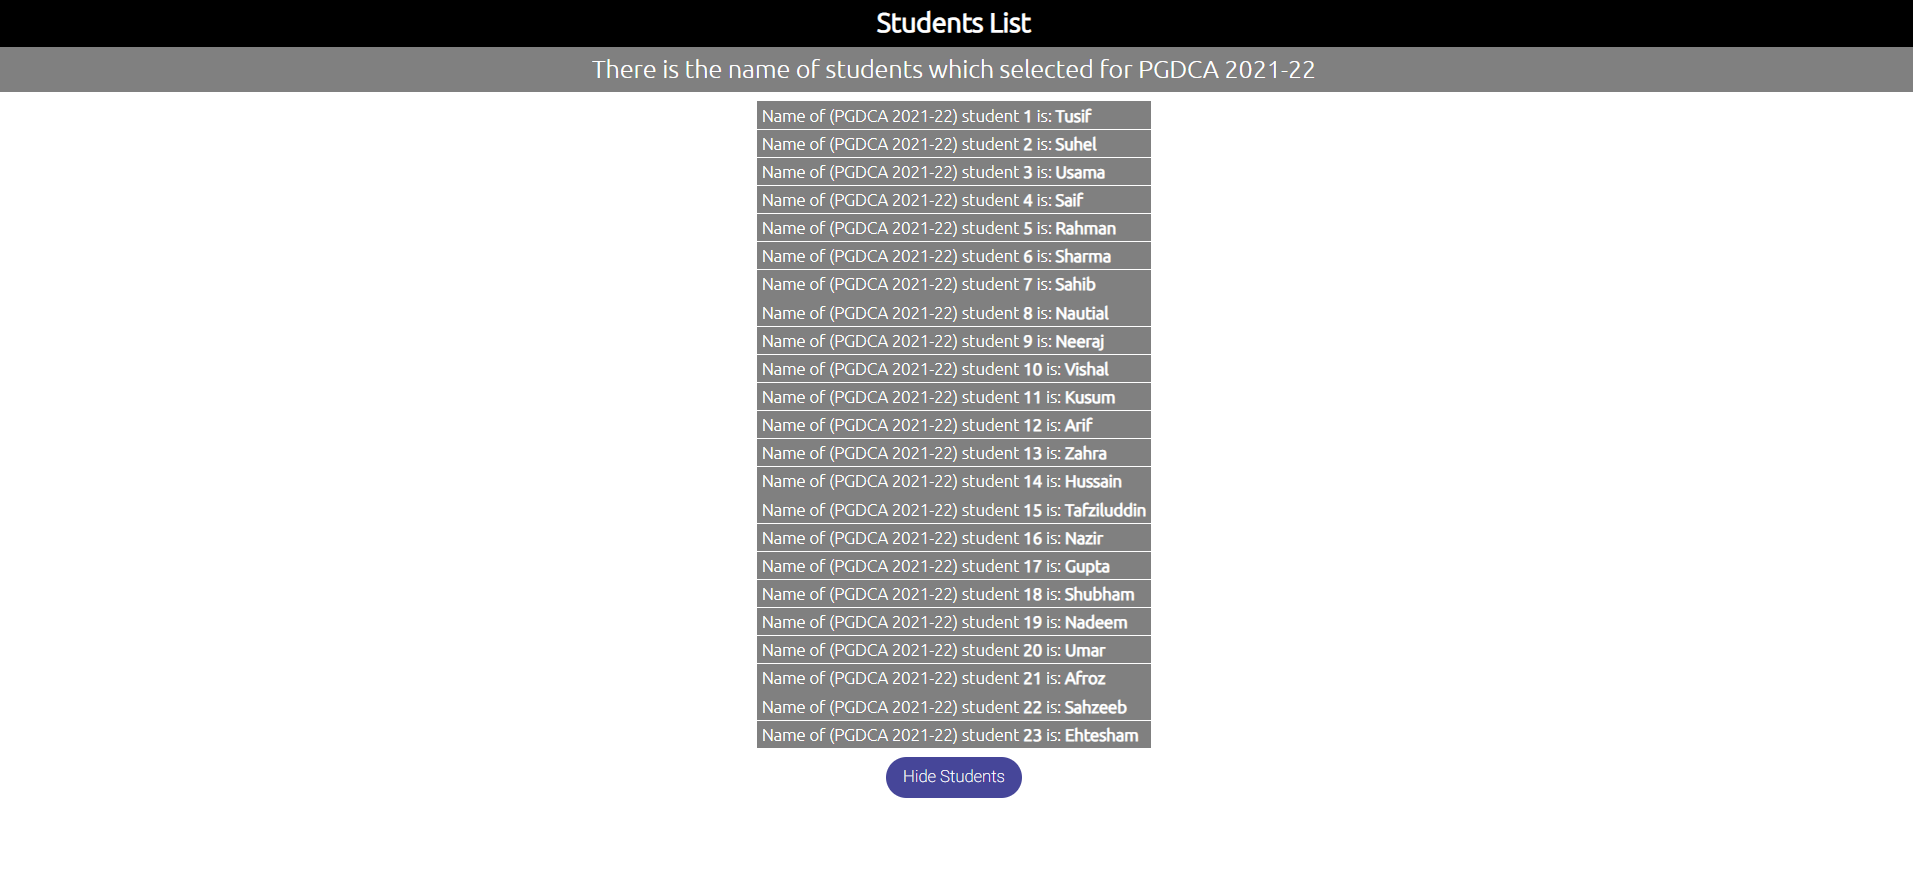 Students List
There is the name of students which selected for PGDCA 2021-22
Name of (PGDCA 2021-22) student 1 is: Tusif
Name of (PGDCA 2021-22) student 2 is: Suhel
Name of (PGDCA 2021-22) student 3 is: Usama
Name of (PGDCA 2021-22) student 4 is: Saif
Name of (PGDCA 2021-22) student 5 is: Rahman
Name of (PGDCA 2021-22) student 6 is: Sharma
Name of (PGDCA 2021-22) student 7 is: Sahib
Name of (PGDCA 2021-22) student 8 is: Nautial
Name of (PGDCA 2021-22) student 9 is: Neeraj
Name of (PGDCA 2021-22) student 10 is: Vishal
Name of (PGDCA 2021-22) student 11 is: Kusum
Name of (PGDCA 2021-22) student 12 is: Arif
Name of (PGDCA 2021-22) student 13 is: Zahra
Name of (PGDCA 2021-22) student 14 is: Hussain
Name of (PGDCA 2021-22) student 15 is: Tafziluddin
Name of (PGDCA 2021-22) student 16 is: Nazir
Name of (PGDCA 2021-22) student 17 is: Gupta
Name of (PGDCA 2021-22) student 18 is: Shubham
Name of (PGDCA 2021-22) student 19 is: Nadeem
Name of (PGDCA 2021-22) student 20 is: Umar
Name of (PGDCA 2021-22) student 21 is: Afroz
Name of (PGDCA 2021-22) student 22 is: Sahzeeb
Name of (PGDCA 2021-22) student 23 is: Ehtesham
Hide Students